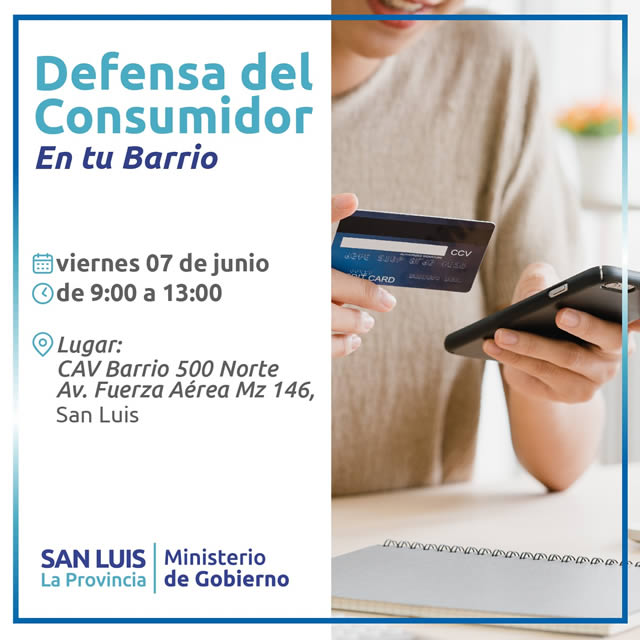 Defensa del
Consumidor
En tu Barrio
viernes 07 de junio
de 9:00 a 13:00
Lugar:
CAV Barrio 500 Norte
Av. Fuerza Aérea Mz 146,
San Luis
SAN LUIS
La Provincia
Ministerio
de Gobierno
CCV
CREDIT CARD